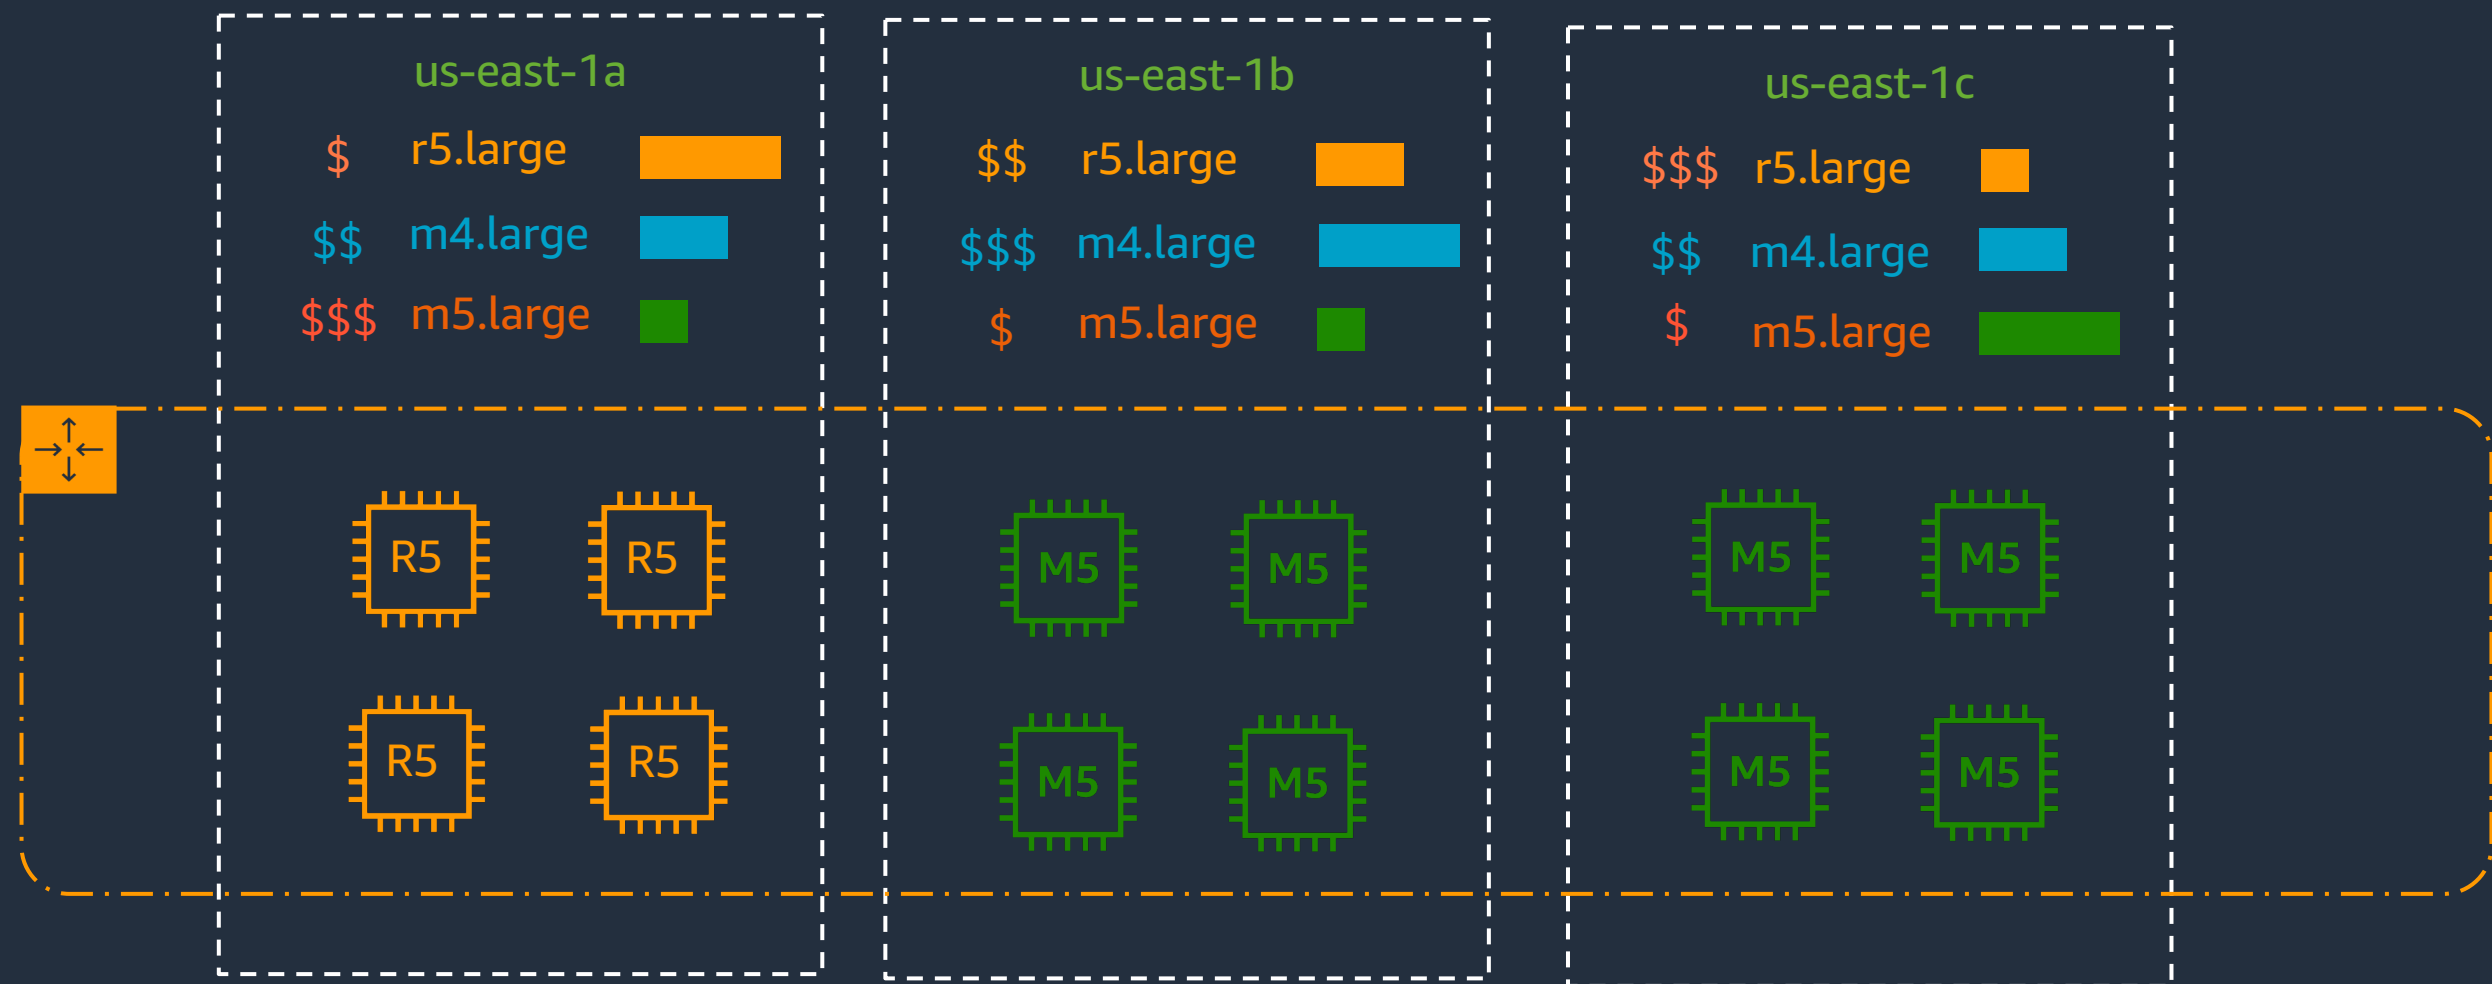 us-east-1a
$ r5.large
$$ m4.large
$$$ m5.large
us-east-1b
$$ r5.large
$$$ m4.large
$ m5.large
us-east-1c
$$$ r5.large
$$ m4.large
$ m5.large
R5 R5
R5 R5
M5 M5
M5 M5
M5 M5
M5 M5